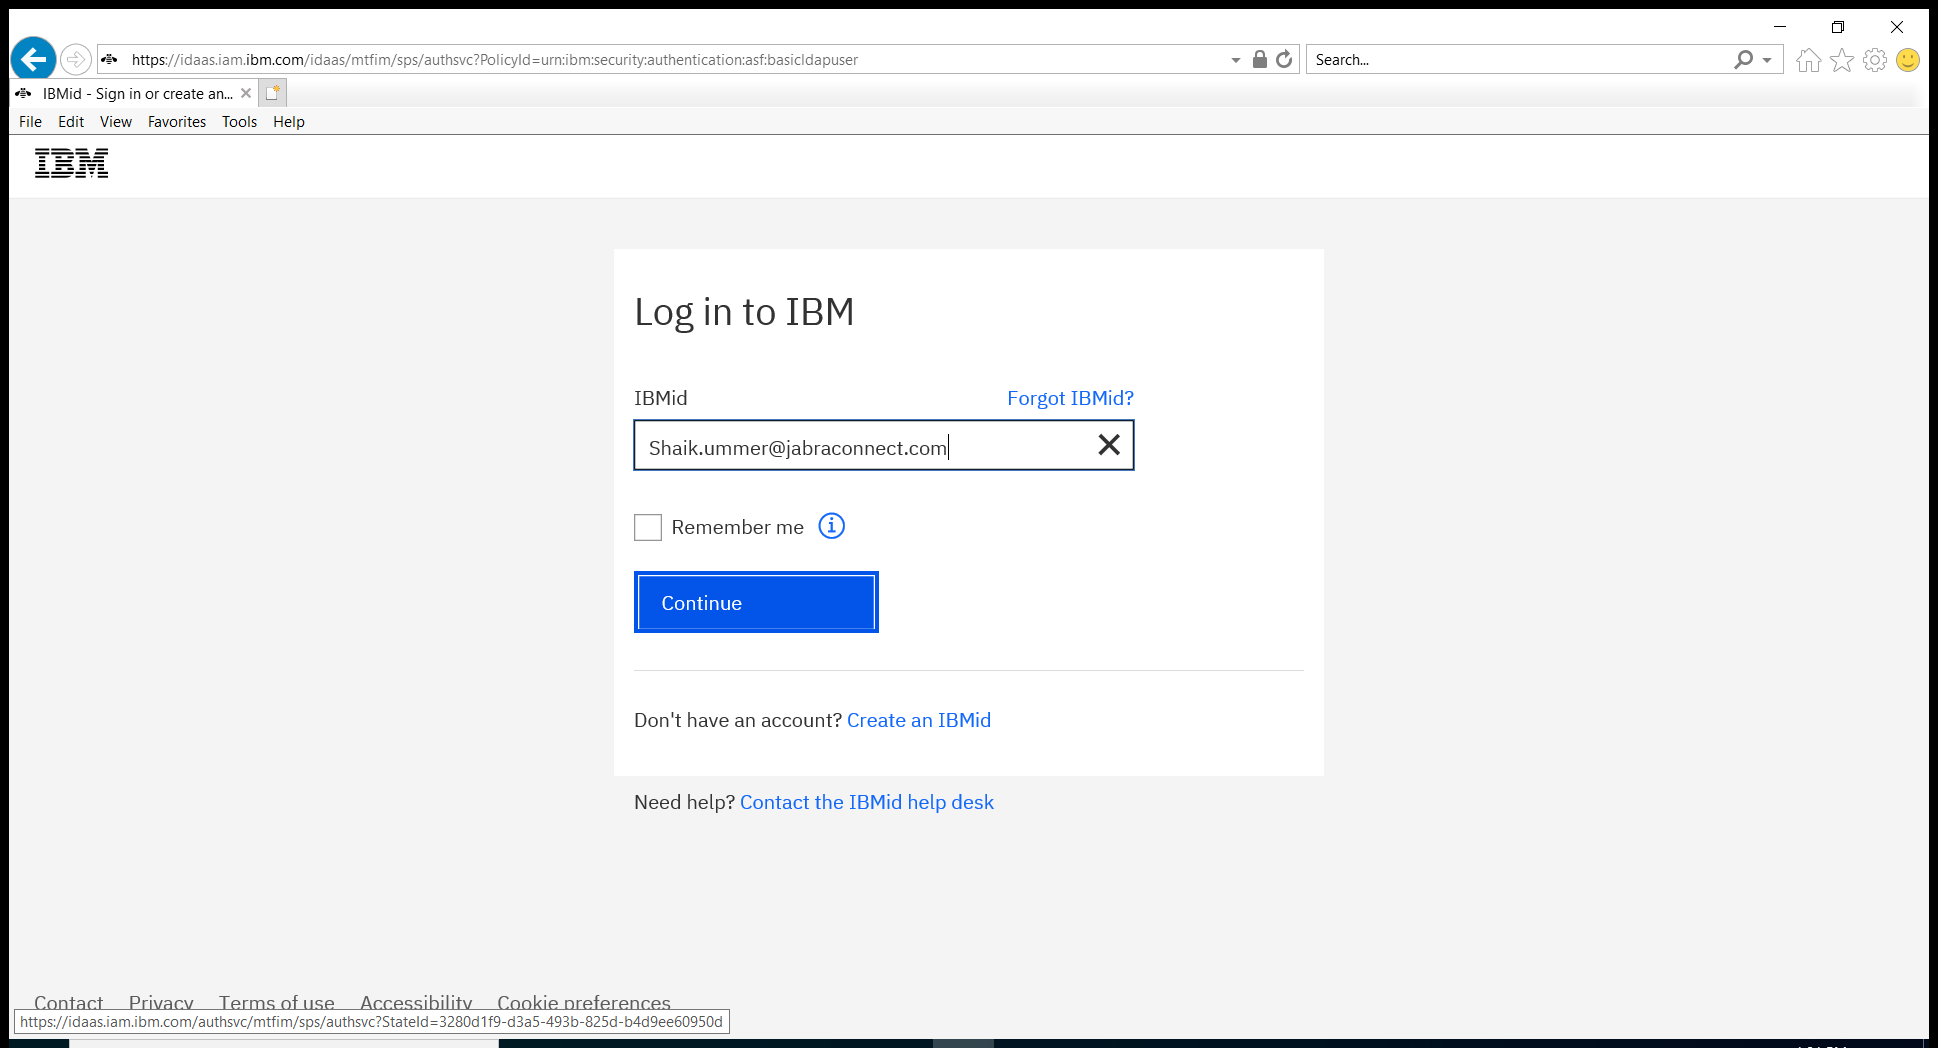 https://idaas.iam.ibm.com/idaas/mtfim/sps/authsvc?PolicyId=urn:ibm:security:authentication:asf:basicldapuser
Search...
IBMid - Sign in or create an...
File Edit View Favorites Tools Help
IBM
Log in to IBM
IBMid Forgot IBMid?
Shaik.ummer@jabraconnect.com
Remember me
Continue
Don't have an account? Create an IBMid
Need help? Contact the IBMid help desk
Contact Privacy Terms of use Accessibility Cookie preferences
https://idaas.iam.ibm.com/authsvc/mtfim/sps/authsvc?StateId=3280d1f9-d3a5-493b-825d-b4d9ee60950d